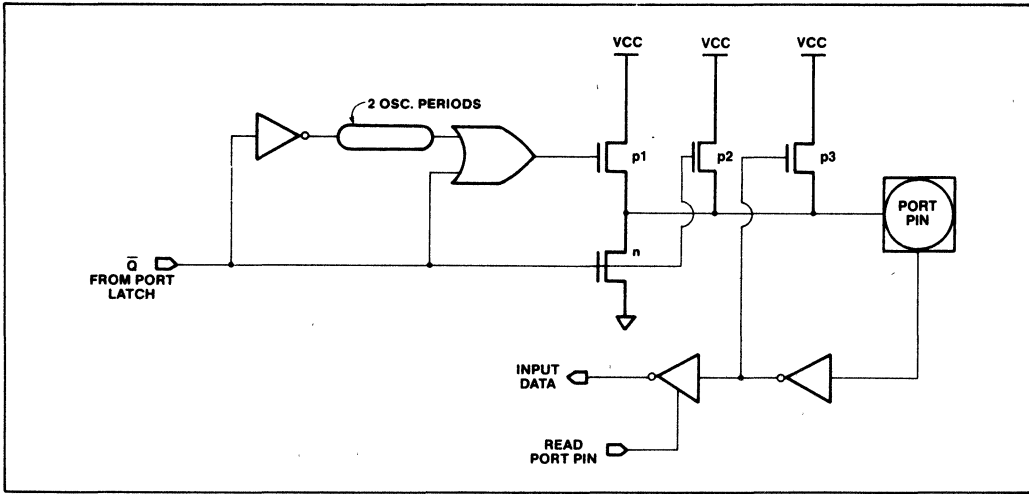 VCC
VCC
VCC
2 OSC. PERIODS
p1
p2
p3
PORT
PIN
n
Q̅
FROM PORT
LATCH
INPUT
DATA
READ
PORT PIN